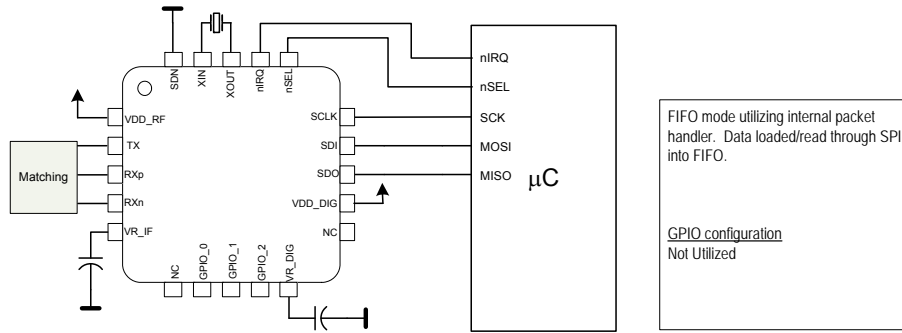 SDN
XIN
XOUT
nIRQ
nSEL
VDD_RF
TX
RXp
RXn
VR_IF
Matching
SCLK
SDI
SDO
VDD_DIG
NC
NC
GPIO_0
GPIO_1
GPIO_2
VR_DIG
nIRQ
nSEL
SCK
MOSI
MISO
μC
FIFO mode utilizing internal packet
handler. Data loaded/read through SPI
into FIFO.
GPIO configuration
Not Utilized